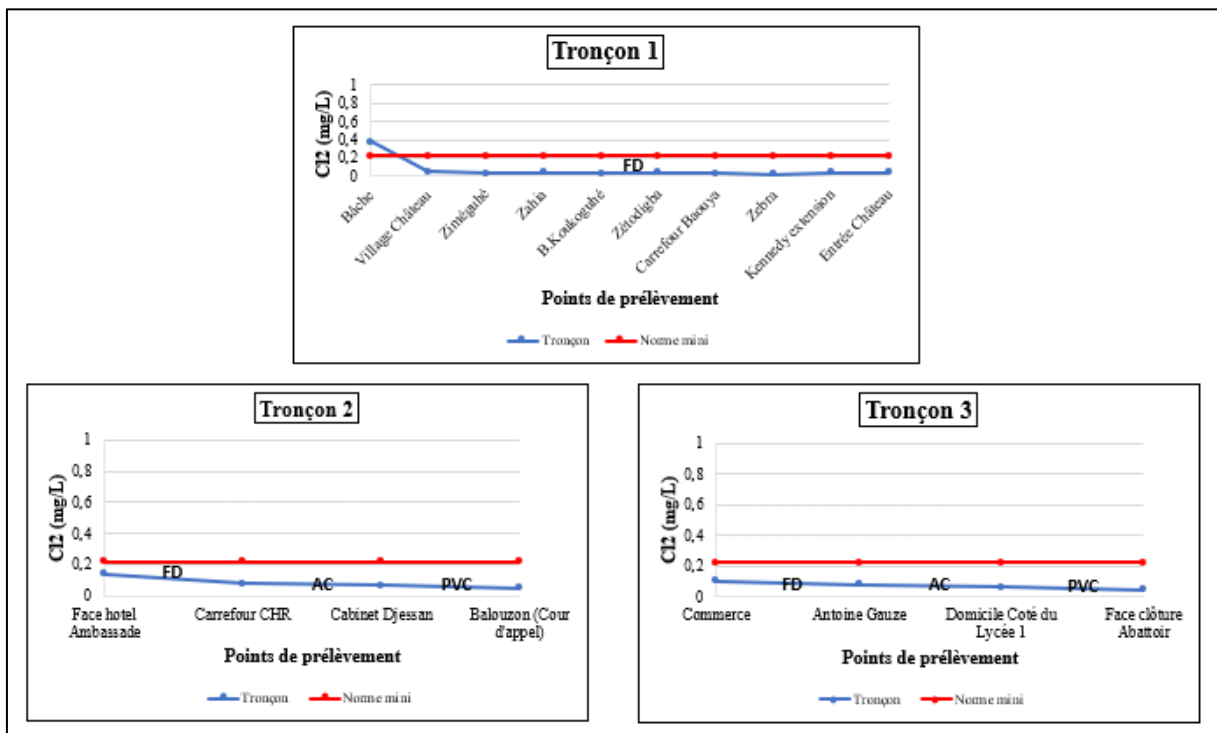 Tronçon 1
Cl2 (mg/L)
1
0,8
0,6
0,4
0,2
0
FD
Bâche
Village Château
Ziméguhé
Zahia
B.Koukoguhé
Zétodigba
Carrefour Baouya
Zebra
Kennedy extension
Entrée Château
Points de prélèvement
Tronçon
Norme mini
Tronçon 2
Cl2 (mg/L)
1
0,8
0,6
0,4
0,2
0
FD
AC
PVC
Face hotel
Ambassade
Carrefour CHR
Cabinet Djessan
Balouzon (Cour
d'appel)
Points de prélèvement
Tronçon
Norme mini
Tronçon 3
Cl2 (mg/L)
1
0,8
0,6
0,4
0,2
0
FD
AC
PVC
Commerce
Antoine Gauze
Domicile Coté du
Lycée 1
Face clôture
Abattoir
Points de prélèvement
Tronçon
Norme mini